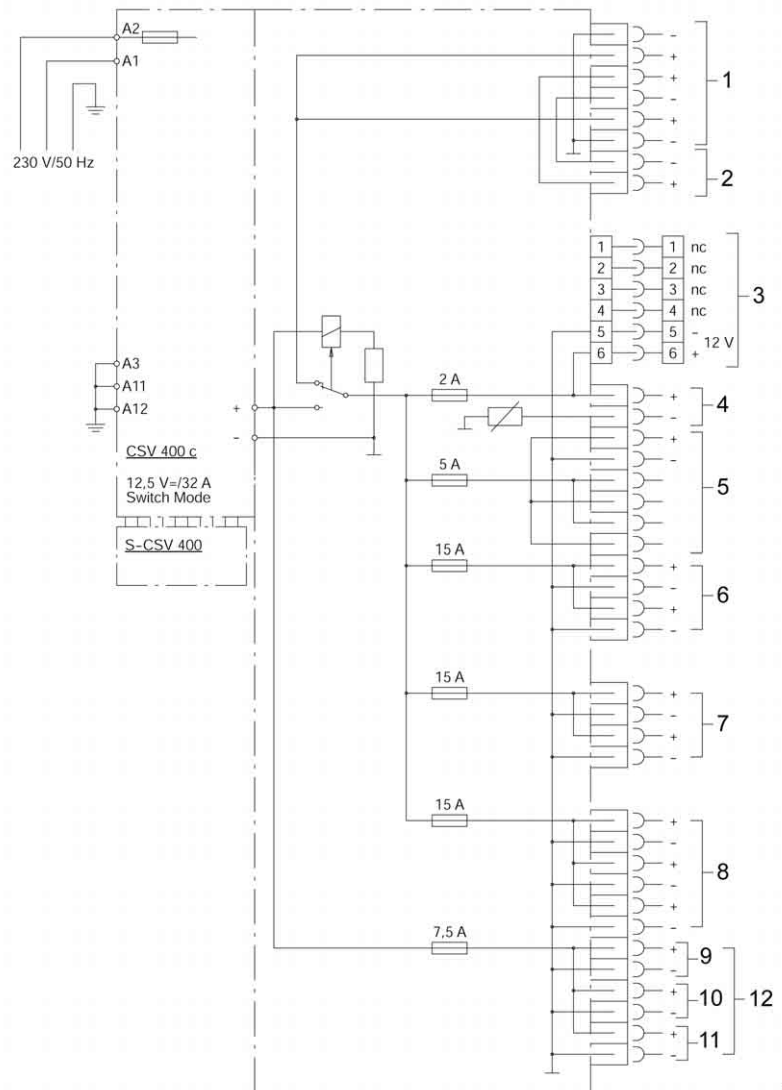 A2
A1
230 V/50 Hz
A3
A11
A12
+
-
CSV 400 c
12,5 V=/32 A
Switch Mode
S-CSV 400
2 A
5 A
15 A
15 A
15 A
7,5 A
-
+
+
-
+
-
1
-
+
2
1 1 nc
2 2 nc
3 3 nc
4 4 nc
5 5 -
12 V
6 6 +
3
+
-
4
+
-
5
+
-
+
-
6
+
-
+
-
7
+
-
+
-
+
-
8
+
-
9
+
-
10
+
-
11
12